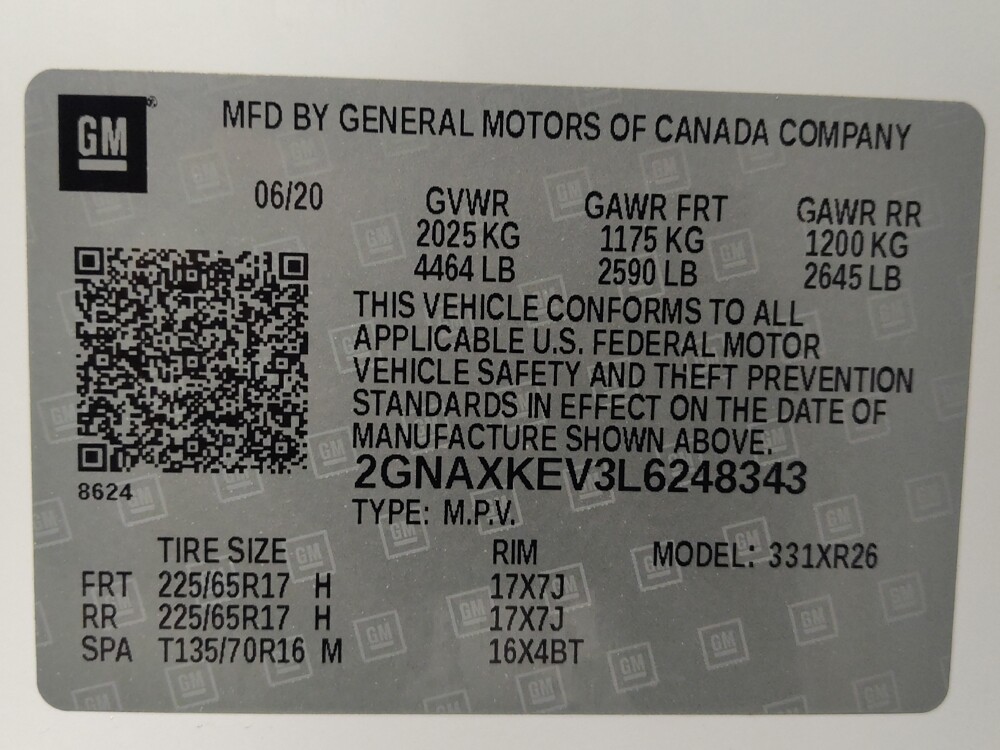 GM
MFD BY GENERAL MOTORS OF CANADA COMPANY
06/20 GVWR GAWR FRT GAWR RR
2025 KG 1175 KG 1200 KG
4464 LB 2590 LB 2645 LB
THIS VEHICLE CONFORMS TO ALL
APPLICABLE U.S. FEDERAL MOTOR
VEHICLE SAFETY AND THEFT PREVENTION
STANDARDS IN EFFECT ON THE DATE OF
MANUFACTURE SHOWN ABOVE.
8624
2GNAXKEV3L6248343
TYPE: M.P.V.
TIRE SIZE RIM MODEL: 331XR26
FRT 225/65R17 H 17X7J
RR 225/65R17 H 17X7J
SPA T135/70R16 M 16X4BT